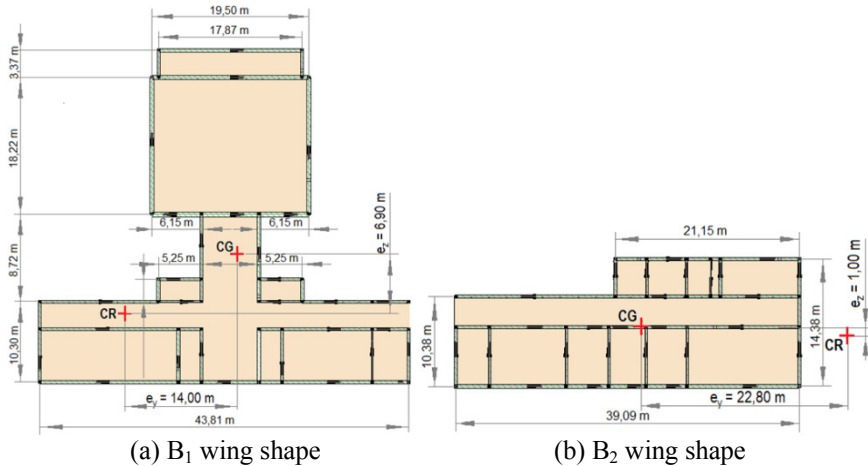 19,50 m
17,87 m
3,37 m
18,22 m
6,15 m
6,15 m
e_z = 6,90 m
CG
8,72 m
5,25 m
5,25 m
CR
10,30 m
e_y = 14,00 m
43,81 m
(a) B₁ wing shape
21,15 m
e_z = 1,00 m
CG
CR
10,38 m
14,38 m
e_y = 22,80 m
39,09 m
(b) B₂ wing shape